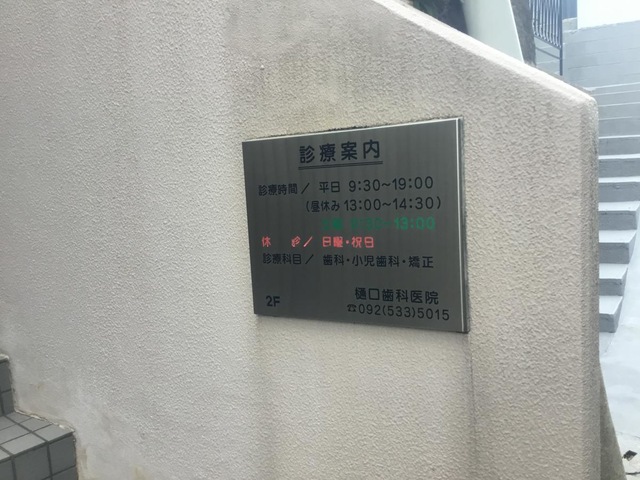 診療案内
診療時間/ 平日 9:30~19:00
(昼休み 13:00~14:30)
13:00
休 診/ 日曜・祝日
診療科目/ 歯科・小児歯科・矯正
樋口歯科医院
2F ☎092(533)5015